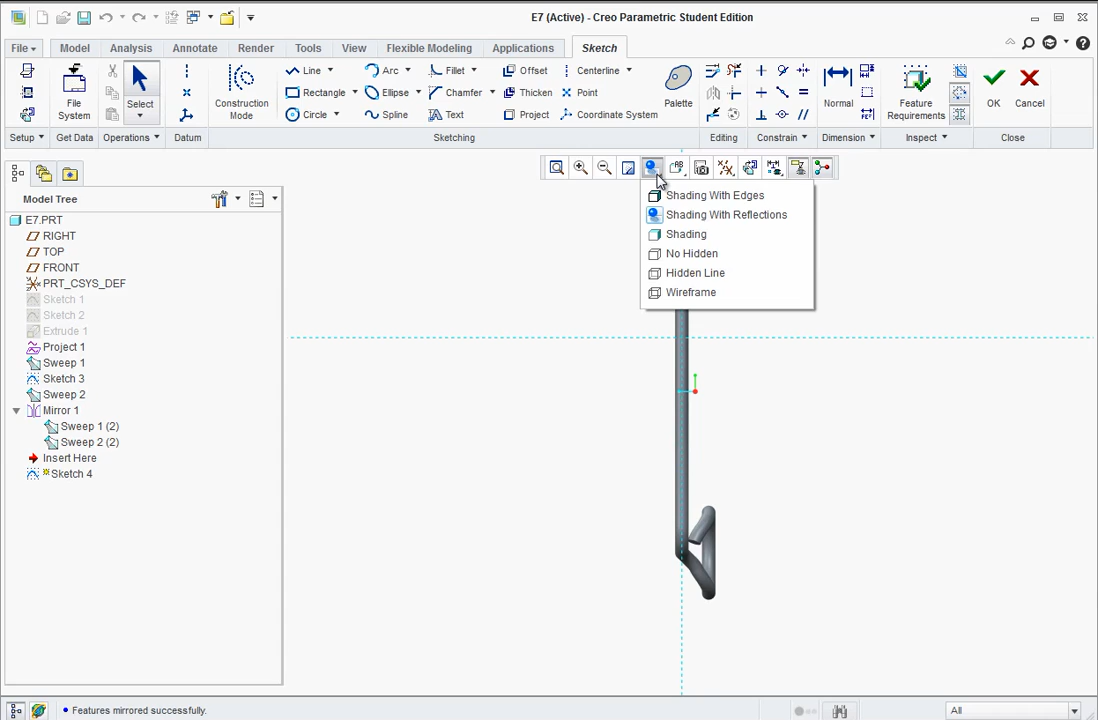 E7 (Active) - Creo Parametric Student Edition
File
Model
Analysis
Annotate
Render
Tools
View
Flexible Modeling
Applications
Sketch
File System
Select
Construction Mode
Line
Arc
Fillet
Offset
Centerline
Rectangle
Ellipse
Chamfer
Thicken
Point
Circle
Spline
Text
Project
Coordinate System
Palette
Normal
Feature Requirements
OK
Cancel
Setup
Get Data
Operations
Datum
Sketching
Editing
Constrain
Dimension
Inspect
Close
Model Tree
E7.PRT
RIGHT
TOP
FRONT
PRT_CSYS_DEF
Sketch 1
Sketch 2
Extrude 1
Project 1
Sweep 1
Sketch 3
Sweep 2
Mirror 1
Sweep 1 (2)
Sweep 2 (2)
Insert Here
Sketch 4
Shading With Edges
Shading With Reflections
Shading
No Hidden
Hidden Line
Wireframe
Features mirrored successfully.
All